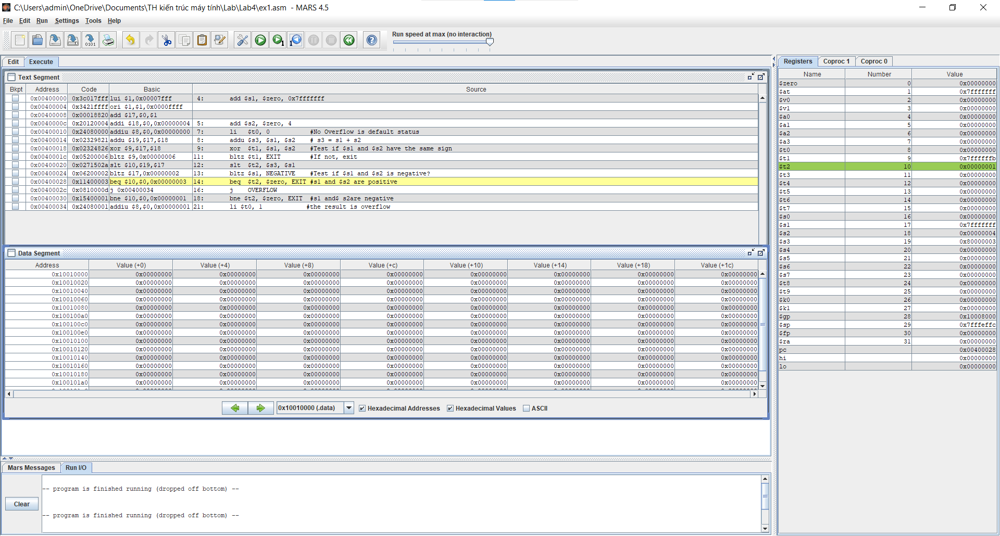 C:\Users\admin\OneDrive\Documents\TH kiến trúc máy tính\Lab\Lab4\ex1.asm - MARS 4.5
File Edit Run Settings Tools Help
Run speed at max (no interaction)
Edit Execute
Text Segment
Bkpt Address Code Basic Source
0x00400000 0x3c017fff lui $1,0x00007fff 4: add $s1, $zero, 0x7fffffff
0x00400004 0x3421ffff ori $1,$1,0x0000ffff
0x00400008 0x00018820 add $17,$0,$1
0x0040000c 0x20120004 addi $18,$0,0x00000004 5: add $s2, $zero, 4
0x00400010 0x24080000 addiu $8,$0,0x00000000 7: li $t0, 0 #No Overflow is default status
0x00400014 0x02329821 addu $19,$17,$18 8: addu $s3, $s1, $s2 # s3 = s1 + s2
0x00400018 0x02324826 xor $9,$17,$18 9: xor $t1, $s1, $s2 #Test if $s1 and $s2 have the same sign
0x0040001c 0x05200006 bltz $9,0x00000006 11: bltz $t1, EXIT #If not, exit
0x00400020 0x0271502a slt $10,$19,$17 12: slt $t2, $s3, $s1
0x00400024 0x06200002 bltz $17,0x00000002 13: bltz $s1, NEGATIVE #Test if $s1 and $s2 is negative?
0x00400028 0x11400003 beq $10,$0,0x00000003 14: beq $t2, $zero, EXIT #s1 and $s2 are positive
0x0040002c 0x0810000d j 0x00400034 16: j OVERFLOW
0x00400030 0x15400001 bne $10,$0,0x00000001 18: bne $t2, $zero, EXIT #s1 and$ s2are negative
0x00400034 0x24080001 addiu $8,$0,0x00000001 21: li $t0, 1 #the result is overflow
Data Segment
Address Value (+0) Value (+4) Value (+8) Value (+c) Value (+10) Value (+14) Value (+18) Value (+1c)
0x10010000 0x00000000 0x00000000 0x00000000 0x00000000 0x00000000 0x00000000 0x00000000 0x00000000
0x10010020 0x00000000 0x00000000 0x00000000 0x00000000 0x00000000 0x00000000 0x00000000 0x00000000
0x10010040 0x00000000 0x00000000 0x00000000 0x00000000 0x00000000 0x00000000 0x00000000 0x00000000
0x10010060 0x00000000 0x00000000 0x00000000 0x00000000 0x00000000 0x00000000 0x00000000 0x00000000
0x10010080 0x00000000 0x00000000 0x00000000 0x00000000 0x00000000 0x00000000 0x00000000 0x00000000
0x100100a0 0x00000000 0x00000000 0x00000000 0x00000000 0x00000000 0x00000000 0x00000000 0x00000000
0x100100c0 0x00000000 0x00000000 0x00000000 0x00000000 0x00000000 0x00000000 0x00000000 0x00000000
0x100100e0 0x00000000 0x00000000 0x00000000 0x00000000 0x00000000 0x00000000 0x00000000 0x00000000
0x10010100 0x00000000 0x00000000 0x00000000 0x00000000 0x00000000 0x00000000 0x00000000 0x00000000
0x10010120 0x00000000 0x00000000 0x00000000 0x00000000 0x00000000 0x00000000 0x00000000 0x00000000
0x10010140 0x00000000 0x00000000 0x00000000 0x00000000 0x00000000 0x00000000 0x00000000 0x00000000
0x10010160 0x00000000 0x00000000 0x00000000 0x00000000 0x00000000 0x00000000 0x00000000 0x00000000
0x10010180 0x00000000 0x00000000 0x00000000 0x00000000 0x00000000 0x00000000 0x00000000 0x00000000
0x100101a0 0x00000000 0x00000000 0x00000000 0x00000000 0x00000000 0x00000000 0x00000000 0x00000000
0x10010000 (.data) Hexadecimal Addresses Hexadecimal Values ASCII
Mars Messages Run I/O
-- program is finished running (dropped off bottom) --
Clear
-- program is finished running (dropped off bottom) --
Registers Coproc 1 Coproc 0
Name Number Value
$zero 0 0x00000000
$at 1 0x7fffffff
$v0 2 0x00000000
$v1 3 0x00000000
$a0 4 0x00000000
$a1 5 0x00000000
$a2 6 0x00000000
$a3 7 0x00000000
$t0 8 0x00000000
$t1 9 0x7ffffffb
$t2 10 0x00000001
$t3 11 0x00000000
$t4 12 0x00000000
$t5 13 0x00000000
$t6 14 0x00000000
$t7 15 0x00000000
$s0 16 0x00000000
$s1 17 0x7fffffff
$s2 18 0x00000004
$s3 19 0x80000003
$s4 20 0x00000000
$s5 21 0x00000000
$s6 22 0x00000000
$s7 23 0x00000000
$t8 24 0x00000000
$t9 25 0x00000000
$k0 26 0x00000000
$k1 27 0x00000000
$gp 28 0x10008000
$sp 29 0x7fffeffc
$fp 30 0x00000000
$ra 31 0x00000000
pc 0x00400028
hi 0x00000000
lo 0x00000000